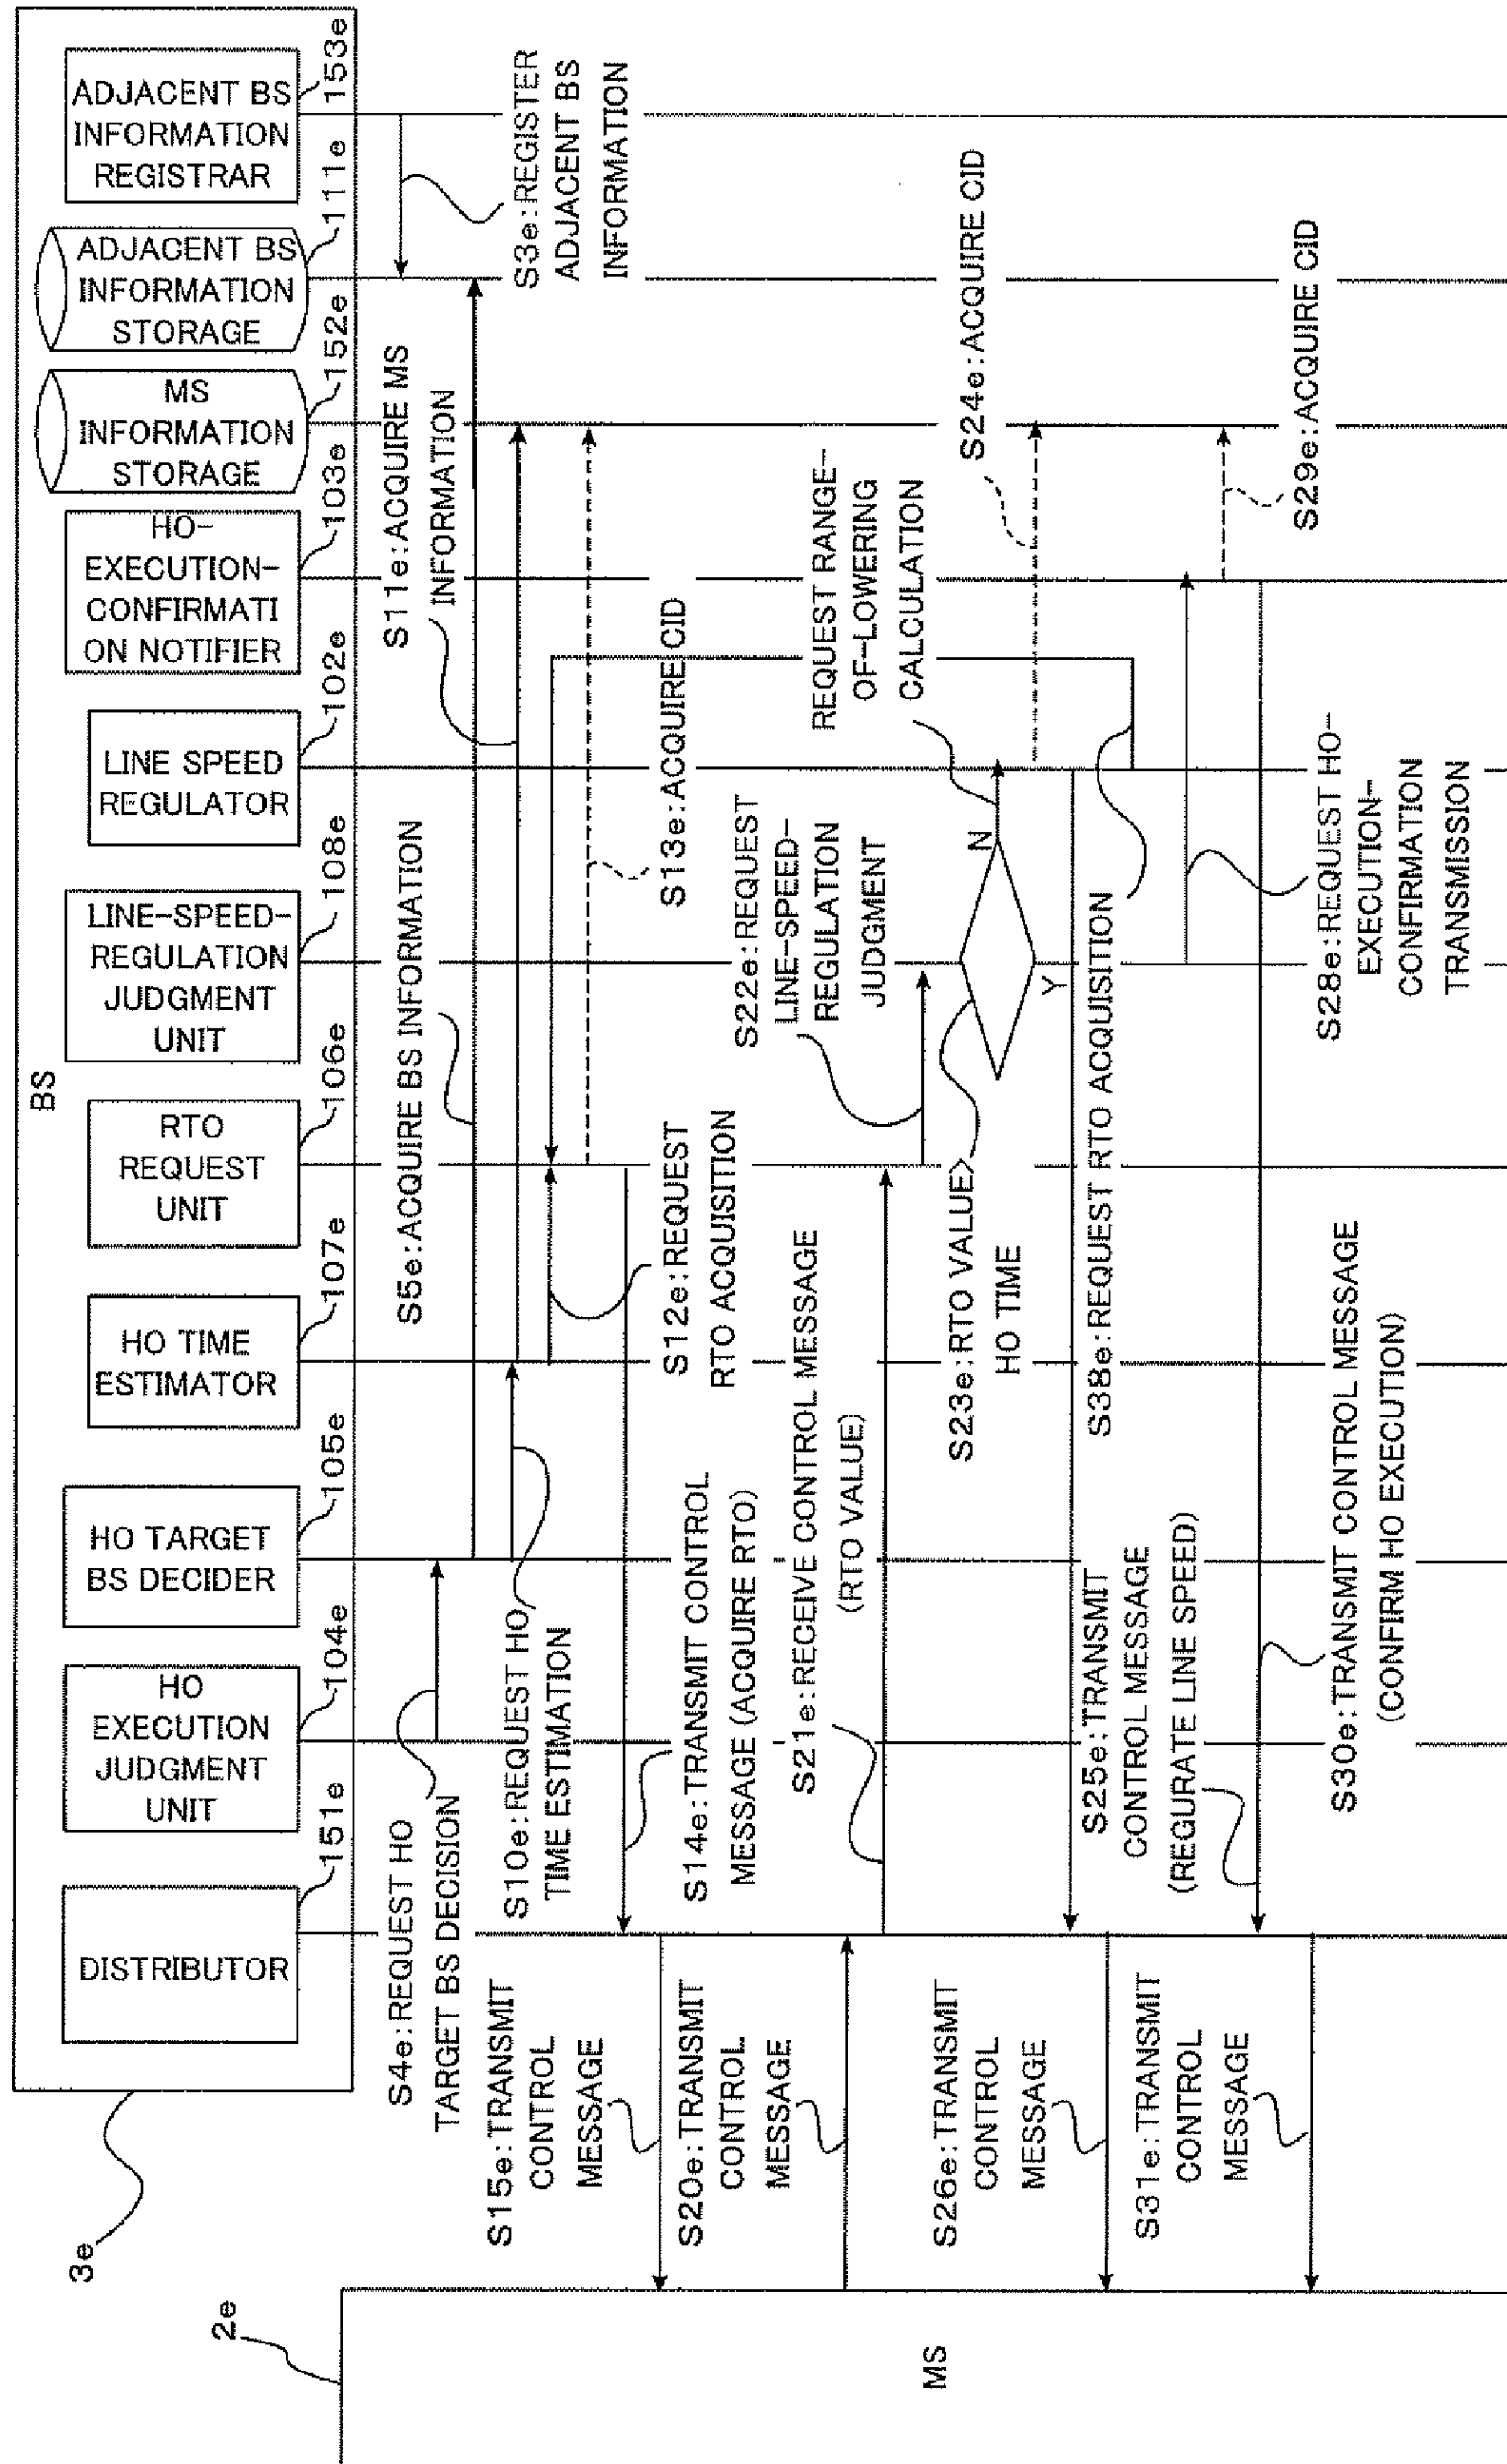 BS
DISTRIBUTOR
151e
HO
EXECUTION
JUDGMENT
UNIT
104e
HO TARGET
BS DECIDER
105e
HO TIME
ESTIMATOR
107e
RTO
REQUEST
UNIT
106e
LINE-SPEED-
REGULATION
JUDGMENT
UNIT
108e
LINE SPEED
REGULATOR
102e
HO-
EXECUTION-
CONFIRMATI
ON NOTIFIER
103e
MS
INFORMATION
STORAGE
152e
ADJACENT BS
INFORMATION
STORAGE
111e
ADJACENT BS
INFORMATION
REGISTRAR
153e
3e
2e
MS
S3e:REGISTER
ADJACENT BS
INFORMATION
S4e:REQUEST HO
TARGET BS DECISION
S5e:ACQUIRE BS INFORMATION
S10e:REQUEST HO
TIME ESTIMATION
S11e:ACQUIRE MS
INFORMATION
S12e:REQUEST
RTO ACQUISITION
S13e:ACQUIRE CID
S14e:TRANSMIT CONTROL
MESSAGE (ACQUIRE RTO)
S15e:TRANSMIT
CONTROL
MESSAGE
S20e:TRANSMIT
CONTROL
MESSAGE
S21e:RECEIVE CONTROL MESSAGE
(RTO VALUE)
S22e:REQUEST
LINE-SPEED-
REGULATION
JUDGMENT
S23e:RTO VALUE>
HO TIME
N
Y
REQUEST RANGE-
OF-LOWERING
CALCULATION
S24e:ACQUIRE CID
S25e:TRANSMIT
CONTROL MESSAGE
(REGURATE LINE SPEED)
S26e:TRANSMIT
CONTROL
MESSAGE
S38e:REQUEST RTO ACQUISITION
S28e:REQUEST HO-
EXECUTION-
CONFIRMATION
TRANSMISSION
S29e:ACQUIRE CID
S30e:TRANSMIT CONTROL MESSAGE
(CONFIRM HO EXECUTION)
S31e:TRANSMIT
CONTROL
MESSAGE